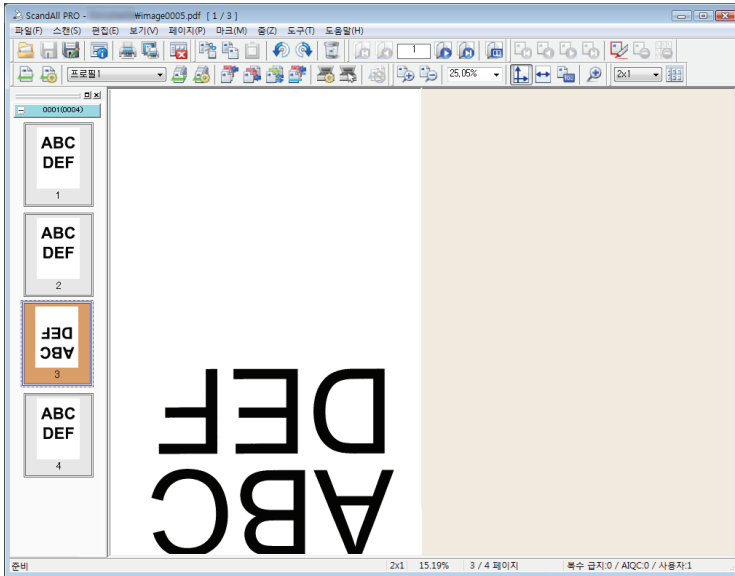 ScandAll PRO - ￦image0005.pdf [ 1 / 3 ]
파일(F) 스캔(S) 편집(E) 보기(V) 페이지(P) 마크(M) 줌(Z) 도구(T) 도움말(H)
1
프로필1 25,05% 2x1
0001(0004)
ABC
DEF
1
ABC
DEF
2
ABC
DEF
3
ABC
DEF
4
ABC
DEF
준비 2x1 15.19% 3 / 4 페이지 복수 급지:0 / AIQC:0 / 사용자:1